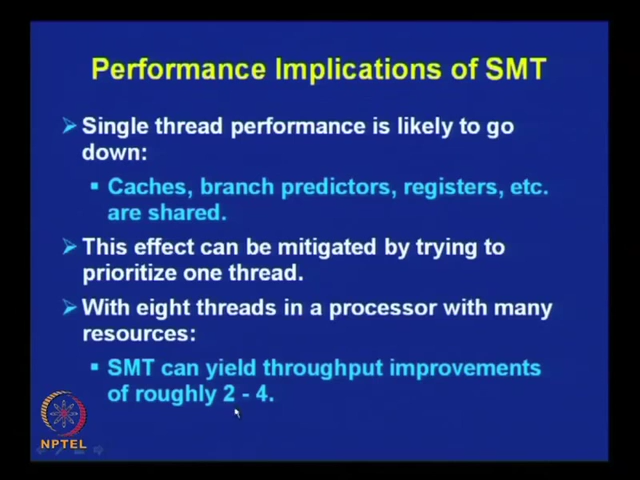 Performance Implications of SMT
Single thread performance is likely to go
down:
Caches, branch predictors, registers, etc.
are shared.
This effect can be mitigated by trying to
prioritize one thread.
With eight threads in a processor with many
resources:
SMT can yield throughput improvements
of roughly 2 - 4.
NPTEL